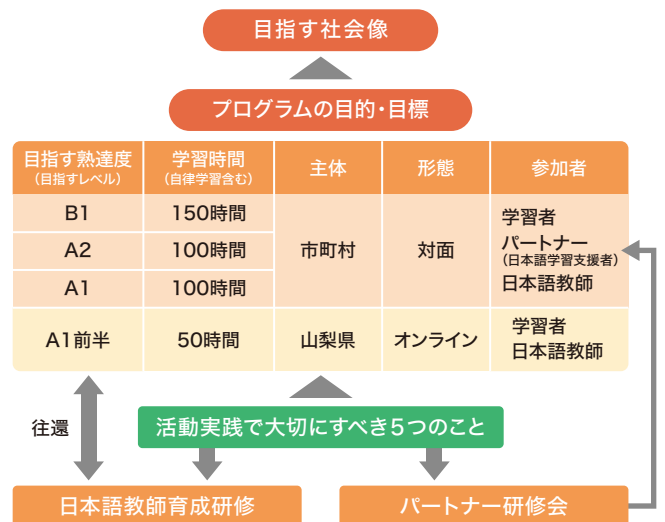 目指す社会像
プログラムの目的・目標
目指す熟達度
(目指すレベル)
学習時間
(自律学習含む)
主体
形態
参加者
B1
150時間
A2
100時間
A1
100時間
市町村
対面
学習者
パートナー
(日本語学習支援者)
日本語教師
A1前半
50時間
山梨県
オンライン
学習者
日本語教師
往還
活動実践で大切にすべき5つのこと
日本語教師育成研修
パートナー研修会